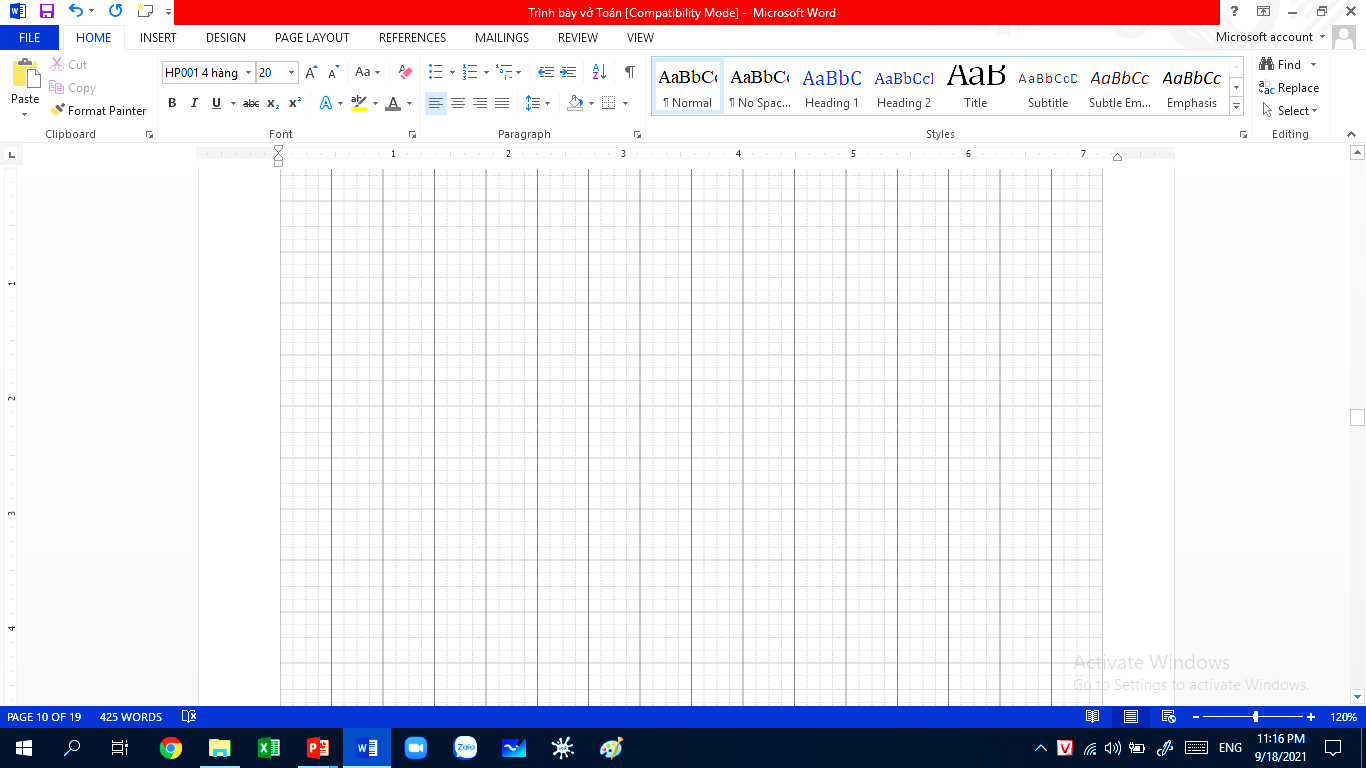 Trình bày vở Toán [Compatibility Mode] - Microsoft Word
?
FILE HOME INSERT DESIGN PAGE LAYOUT REFERENCES MAILINGS REVIEW VIEW Microsoft account
Paste
Cut
Copy
Format Painter
Clipboard
HP001 4 hàng 20 A A Aa
B I U abc x₂ x² A ab A
Font
Paragraph
AaBbCc ¶ Normal
AaBbCc ¶ No Spac...
AaBbC Heading 1
AaBbCcI Heading 2
AaB Title
AaBbCcD Subtitle
AaBbCc Subtle Em...
AaBbCc Emphasis
Styles
Find
Replace
Select
Editing
L
1 2 3 4 5 6 7
1
2
3
4
Activate Windows
Go to Settings to activate Windows.
PAGE 10 OF 19 425 WORDS 120%
Zalo
ENG
11:16 PM
9/18/2021